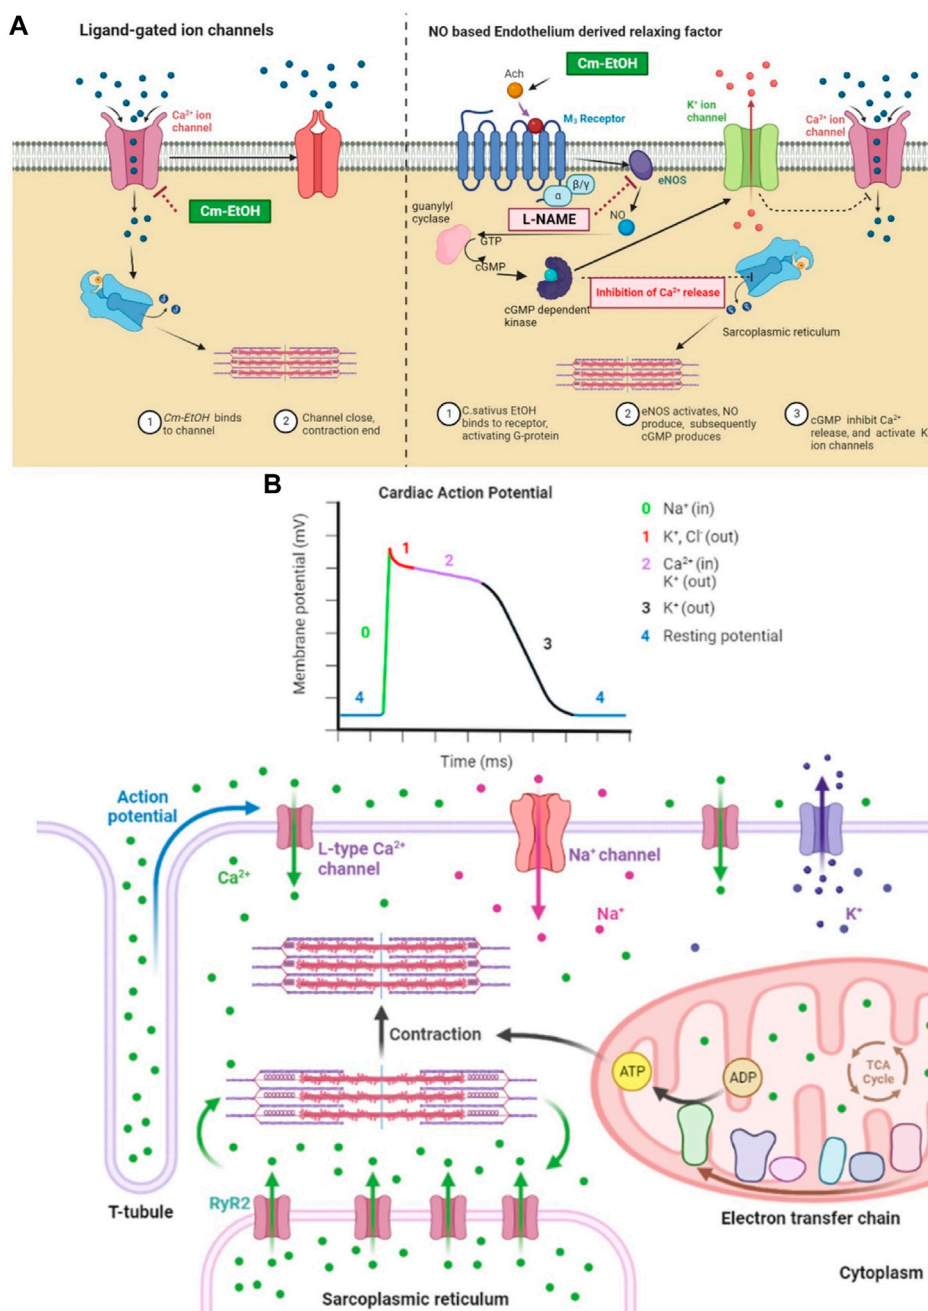 A
Ligand-gated ion channels
Ca²⁺ ion
channel
Cm-EtOH
1
Cm-EtOH binds
to channel
2
Channel close,
contraction end
NO based Endothelium derived relaxing factor
Cm-EtOH
Ach
M₃ Receptor
K⁺ ion
channel
Ca²⁺ ion
channel
eNOS
β/γ
α
L-NAME
NO
guanylyl
cyclase
GTP
cGMP
cGMP dependent
kinase
Inhibition of Ca²⁺ release
Sarcoplasmic reticulum
1
C.sativus EtOH
binds to receptor,
activating G-protein
2
eNOS activates, NO
produce, subsequently
cGMP produces
3
cGMP inhibit Ca²⁺
release, and activate K
ion channels
B
Cardiac Action Potential
Membrane potential (mV)
Time (ms)
4
0
1
2
3
4
0 Na⁺ (in)
1 K⁺, Cl⁻ (out)
2 Ca²⁺ (in)
K⁺ (out)
3 K⁺ (out)
4 Resting potential
Action
potential
L-type Ca²⁺
channel
Ca²⁺
Na⁺ channel
Na⁺
K⁺
Contraction
ATP
ADP
TCA
Cycle
T-tubule
RyR2
Electron transfer chain
Cytoplasm
Sarcoplasmic reticulum